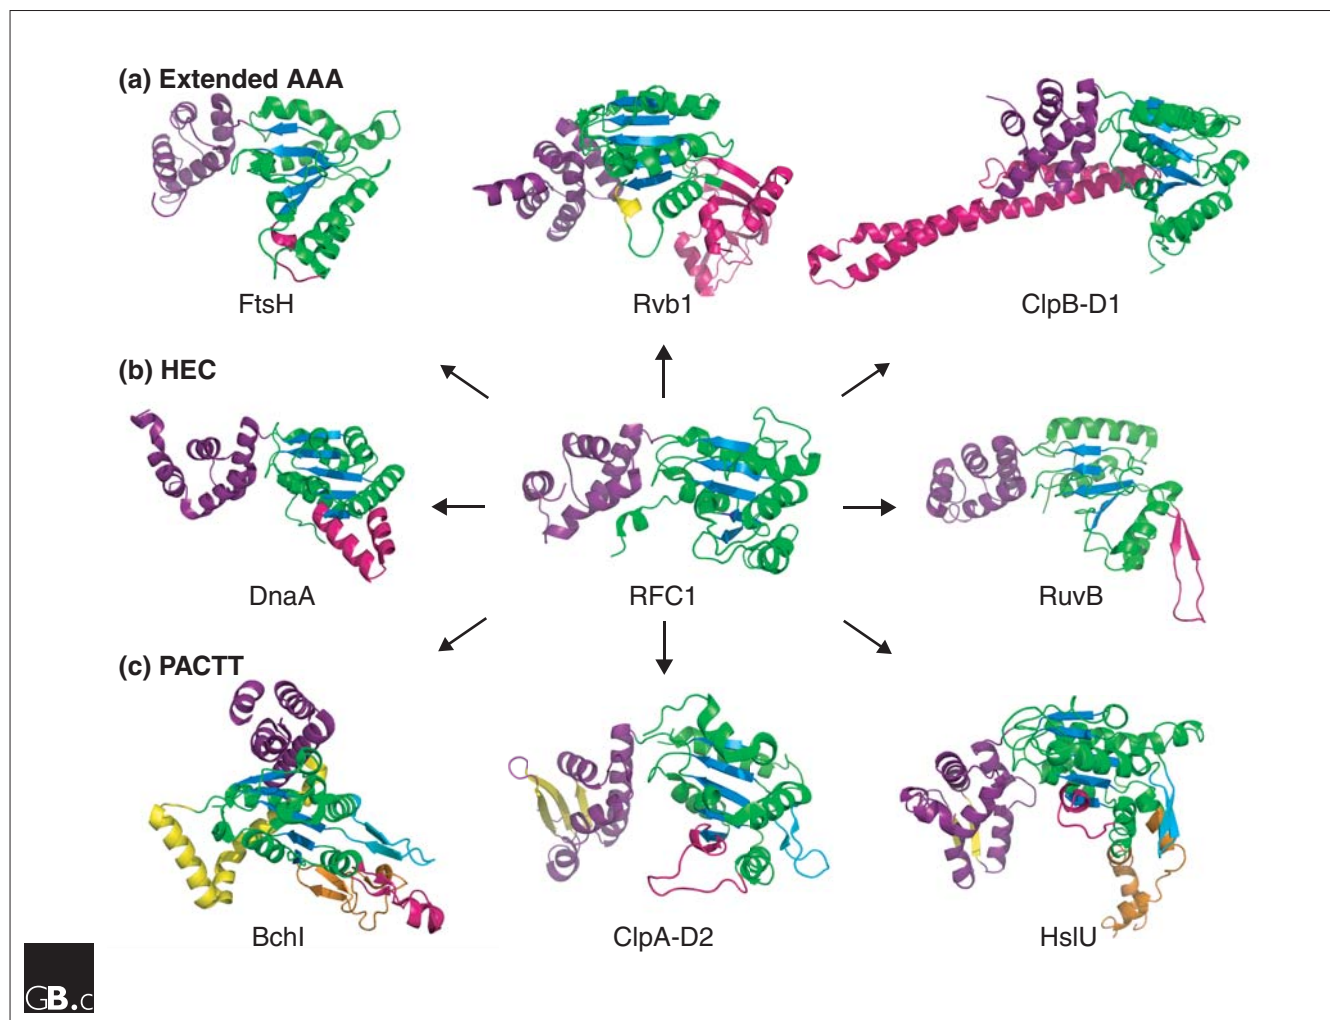 (a) Extended AAA
FtsH
Rvb1
ClpB-D1
(b) HEC
DnaA
RFC1
RuvB
(c) PACTT
BchI
ClpA-D2
HslU
GB.c